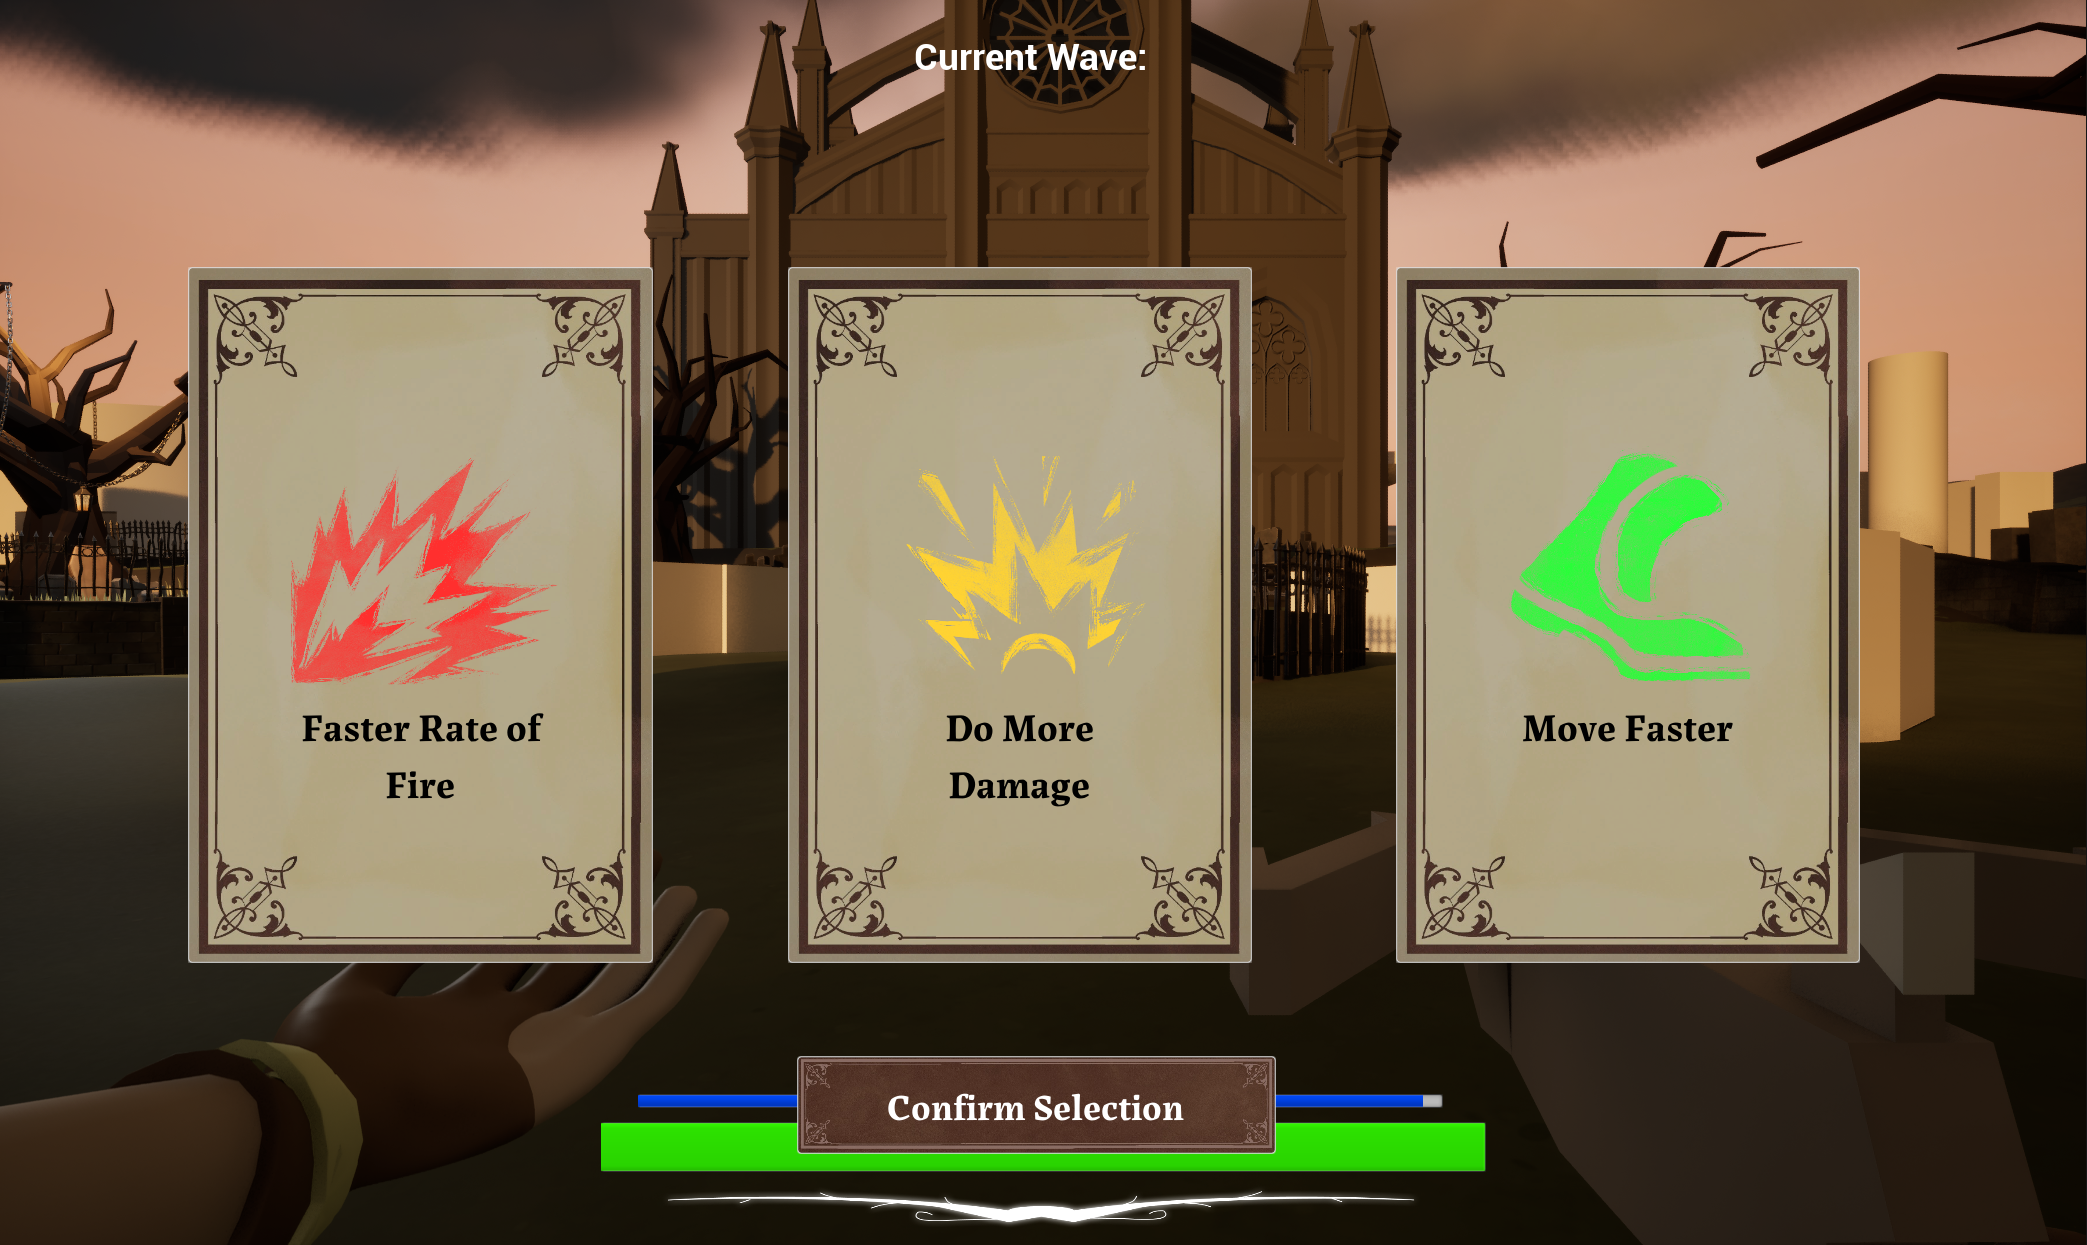 Current Wave:
Faster Rate of
Fire
Do More
Damage
Move Faster
Confirm Selection